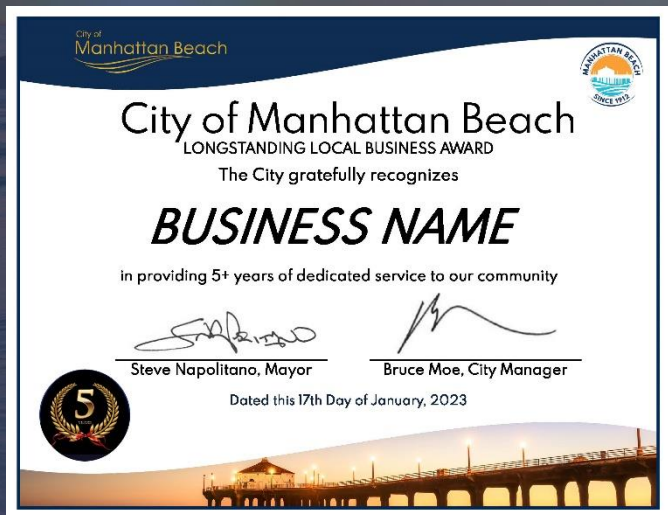 City of
Manhattan Beach
MANHATTAN BEACH
SINCE 1912
City of Manhattan Beach
LONGSTANDING LOCAL BUSINESS AWARD
The City gratefully recognizes
BUSINESS NAME
in providing 5+ years of dedicated service to our community
Steve Napolitano, Mayor
Bruce Moe, City Manager
5
YEARS
Dated this 17th Day of January, 2023